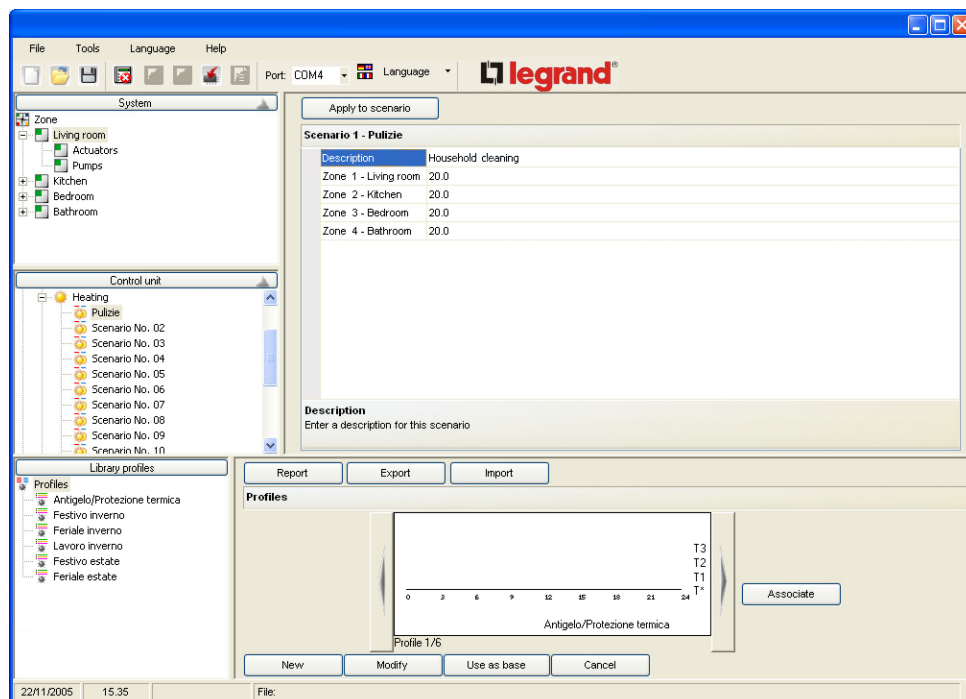 File Tools Language Help
Port: COM4 Language legrand®
System
Zone
Living room
Actuators
Pumps
Kitchen
Bedroom
Bathroom
Apply to scenario
Scenario 1 - Pulizie
Description Household cleaning
Zone 1 - Living room 20.0
Zone 2 - Kitchen 20.0
Zone 3 - Bedroom 20.0
Zone 4 - Bathroom 20.0
Description
Enter a description for this scenario
Control unit
Heating
Pulizie
Scenario No. 02
Scenario No. 03
Scenario No. 04
Scenario No. 05
Scenario No. 06
Scenario No. 07
Scenario No. 08
Scenario No. 09
Scenario No. 10
Library profiles
Profiles
Antigelo/Protezione termica
Festivo inverno
Feriale inverno
Lavoro inverno
Festivo estate
Feriale estate
Report Export Import
Profiles
T3
T2
T1
T*
0 3 6 9 12 15 18 21 24
Antigelo/Protezione termica
Profile 1/6
Associate
New Modify Use as base Cancel
22/11/2005 15.35 File: